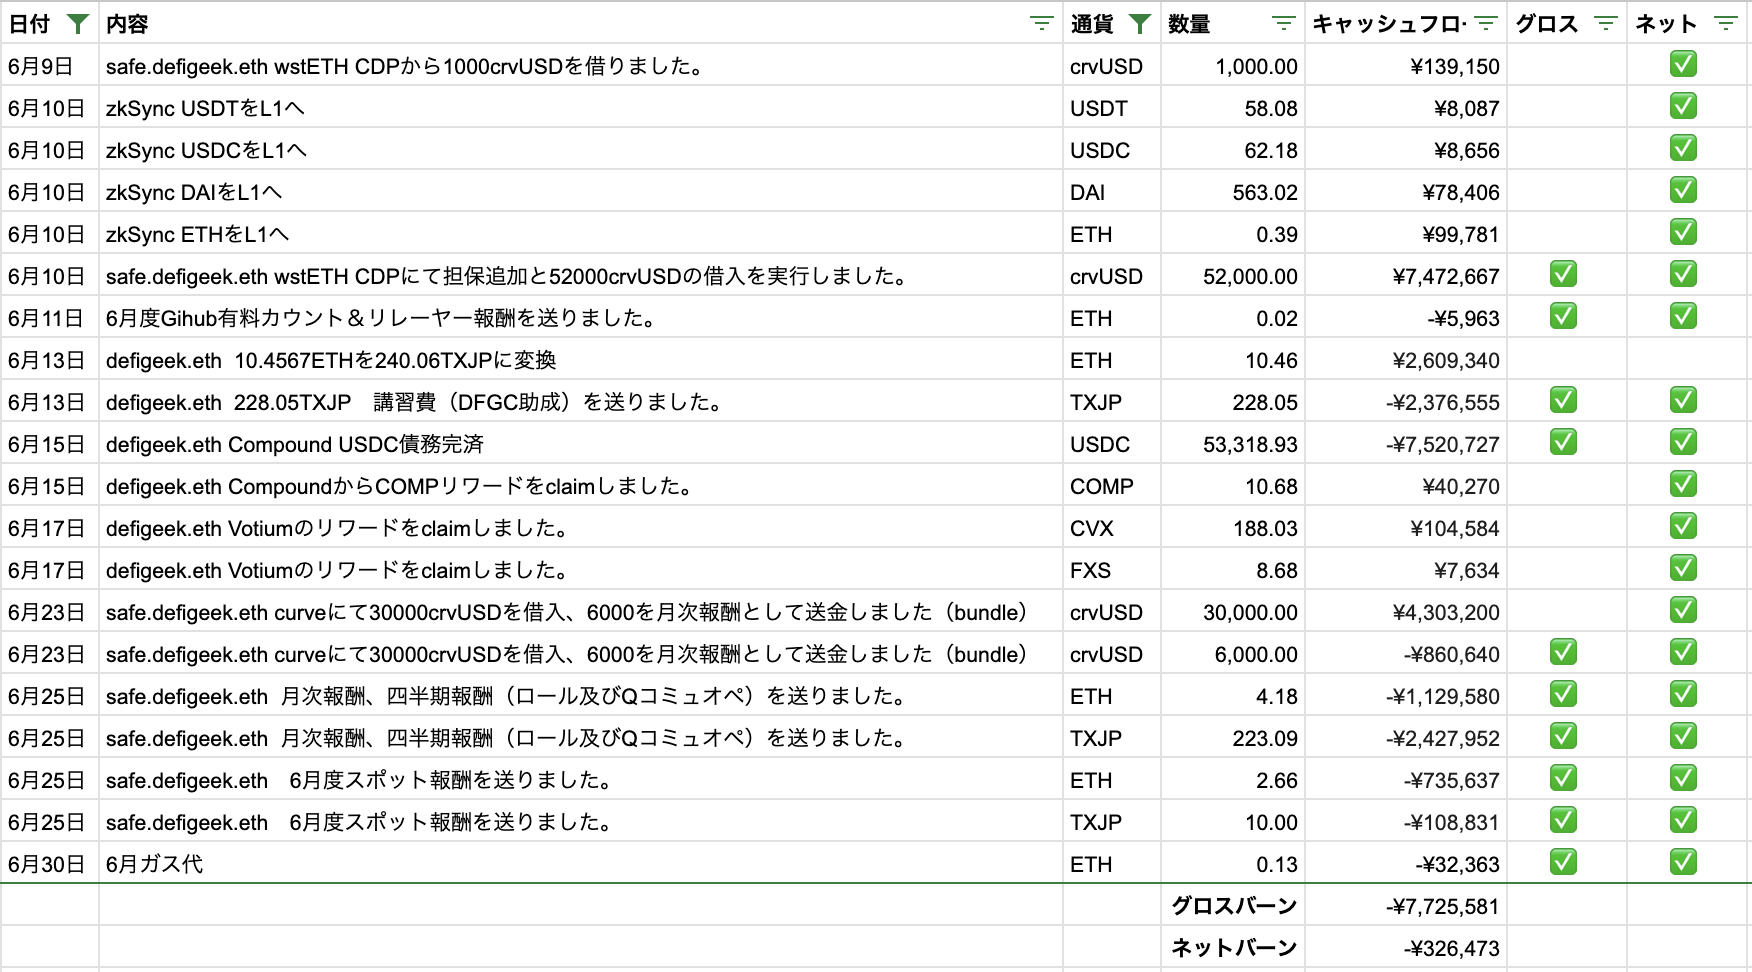 日付 内容 通貨 数量 キャッシュフロ· グロス ネット
6月9日 safe.defigeek.eth wstETH CDPから1000crvUSDを借りました。 crvUSD 1,000.00 ¥139,150 ✅
6月10日 zkSync USDTをL1へ USDT 58.08 ¥8,087 ✅
6月10日 zkSync USDCをL1へ USDC 62.18 ¥8,656 ✅
6月10日 zkSync DAIをL1へ DAI 563.02 ¥78,406 ✅
6月10日 zkSync ETHをL1へ ETH 0.39 ¥99,781 ✅
6月10日 safe.defigeek.eth wstETH CDPにて担保追加と52000crvUSDの借入を実行しました。 crvUSD 52,000.00 ¥7,472,667 ✅ ✅
6月11日 6月度Gihub有料カウント＆リレーヤー報酬を送りました。 ETH 0.02 -¥5,963 ✅ ✅
6月13日 defigeek.eth 10.4567ETHを240.06TXJPに変換 ETH 10.46 ¥2,609,340
6月13日 defigeek.eth 228.05TXJP　講習費（DFGC助成）を送りました。 TXJP 228.05 -¥2,376,555 ✅ ✅
6月15日 defigeek.eth Compound USDC債務完済 USDC 53,318.93 -¥7,520,727 ✅ ✅
6月15日 defigeek.eth CompoundからCOMPリワードをclaimしました。 COMP 10.68 ¥40,270 ✅
6月17日 defigeek.eth Votiumのリワードをclaimしました。 CVX 188.03 ¥104,584 ✅
6月17日 defigeek.eth Votiumのリワードをclaimしました。 FXS 8.68 ¥7,634 ✅
6月23日 safe.defigeek.eth curveにて30000crvUSDを借入、6000を月次報酬として送金しました（bundle） crvUSD 30,000.00 ¥4,303,200 ✅
6月23日 safe.defigeek.eth curveにて30000crvUSDを借入、6000を月次報酬として送金しました（bundle） crvUSD 6,000.00 -¥860,640 ✅ ✅
6月25日 safe.defigeek.eth 月次報酬、四半期報酬（ロール及びQコミュオペ）を送りました。 ETH 4.18 -¥1,129,580 ✅ ✅
6月25日 safe.defigeek.eth 月次報酬、四半期報酬（ロール及びQコミュオペ）を送りました。 TXJP 223.09 -¥2,427,952 ✅ ✅
6月25日 safe.defigeek.eth　6月度スポット報酬を送りました。 ETH 2.66 -¥735,637 ✅ ✅
6月25日 safe.defigeek.eth　6月度スポット報酬を送りました。 TXJP 10.00 -¥108,831 ✅ ✅
6月30日 6月ガス代 ETH 0.13 -¥32,363 ✅ ✅
グロスバーン -¥7,725,581
ネットバーン -¥326,473